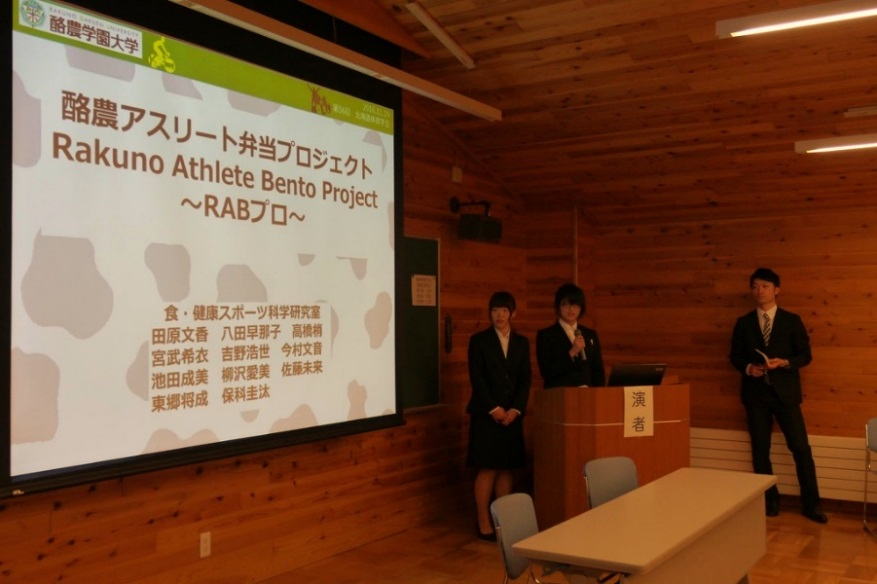 RAKUNO GAKUEN UNIVERSITY
酪農学園大学
酪農アスリート弁当プロジェクト
Rakuno Athlete Bento Project
～RABプロ～
食・健康スポーツ科学研究室
田原文香 八田早那子 高橋梢
宮武希衣 吉野浩世 今村文音
池田成美 柳沢愛美 佐藤未来
東郷将成 保科圭汰
演者